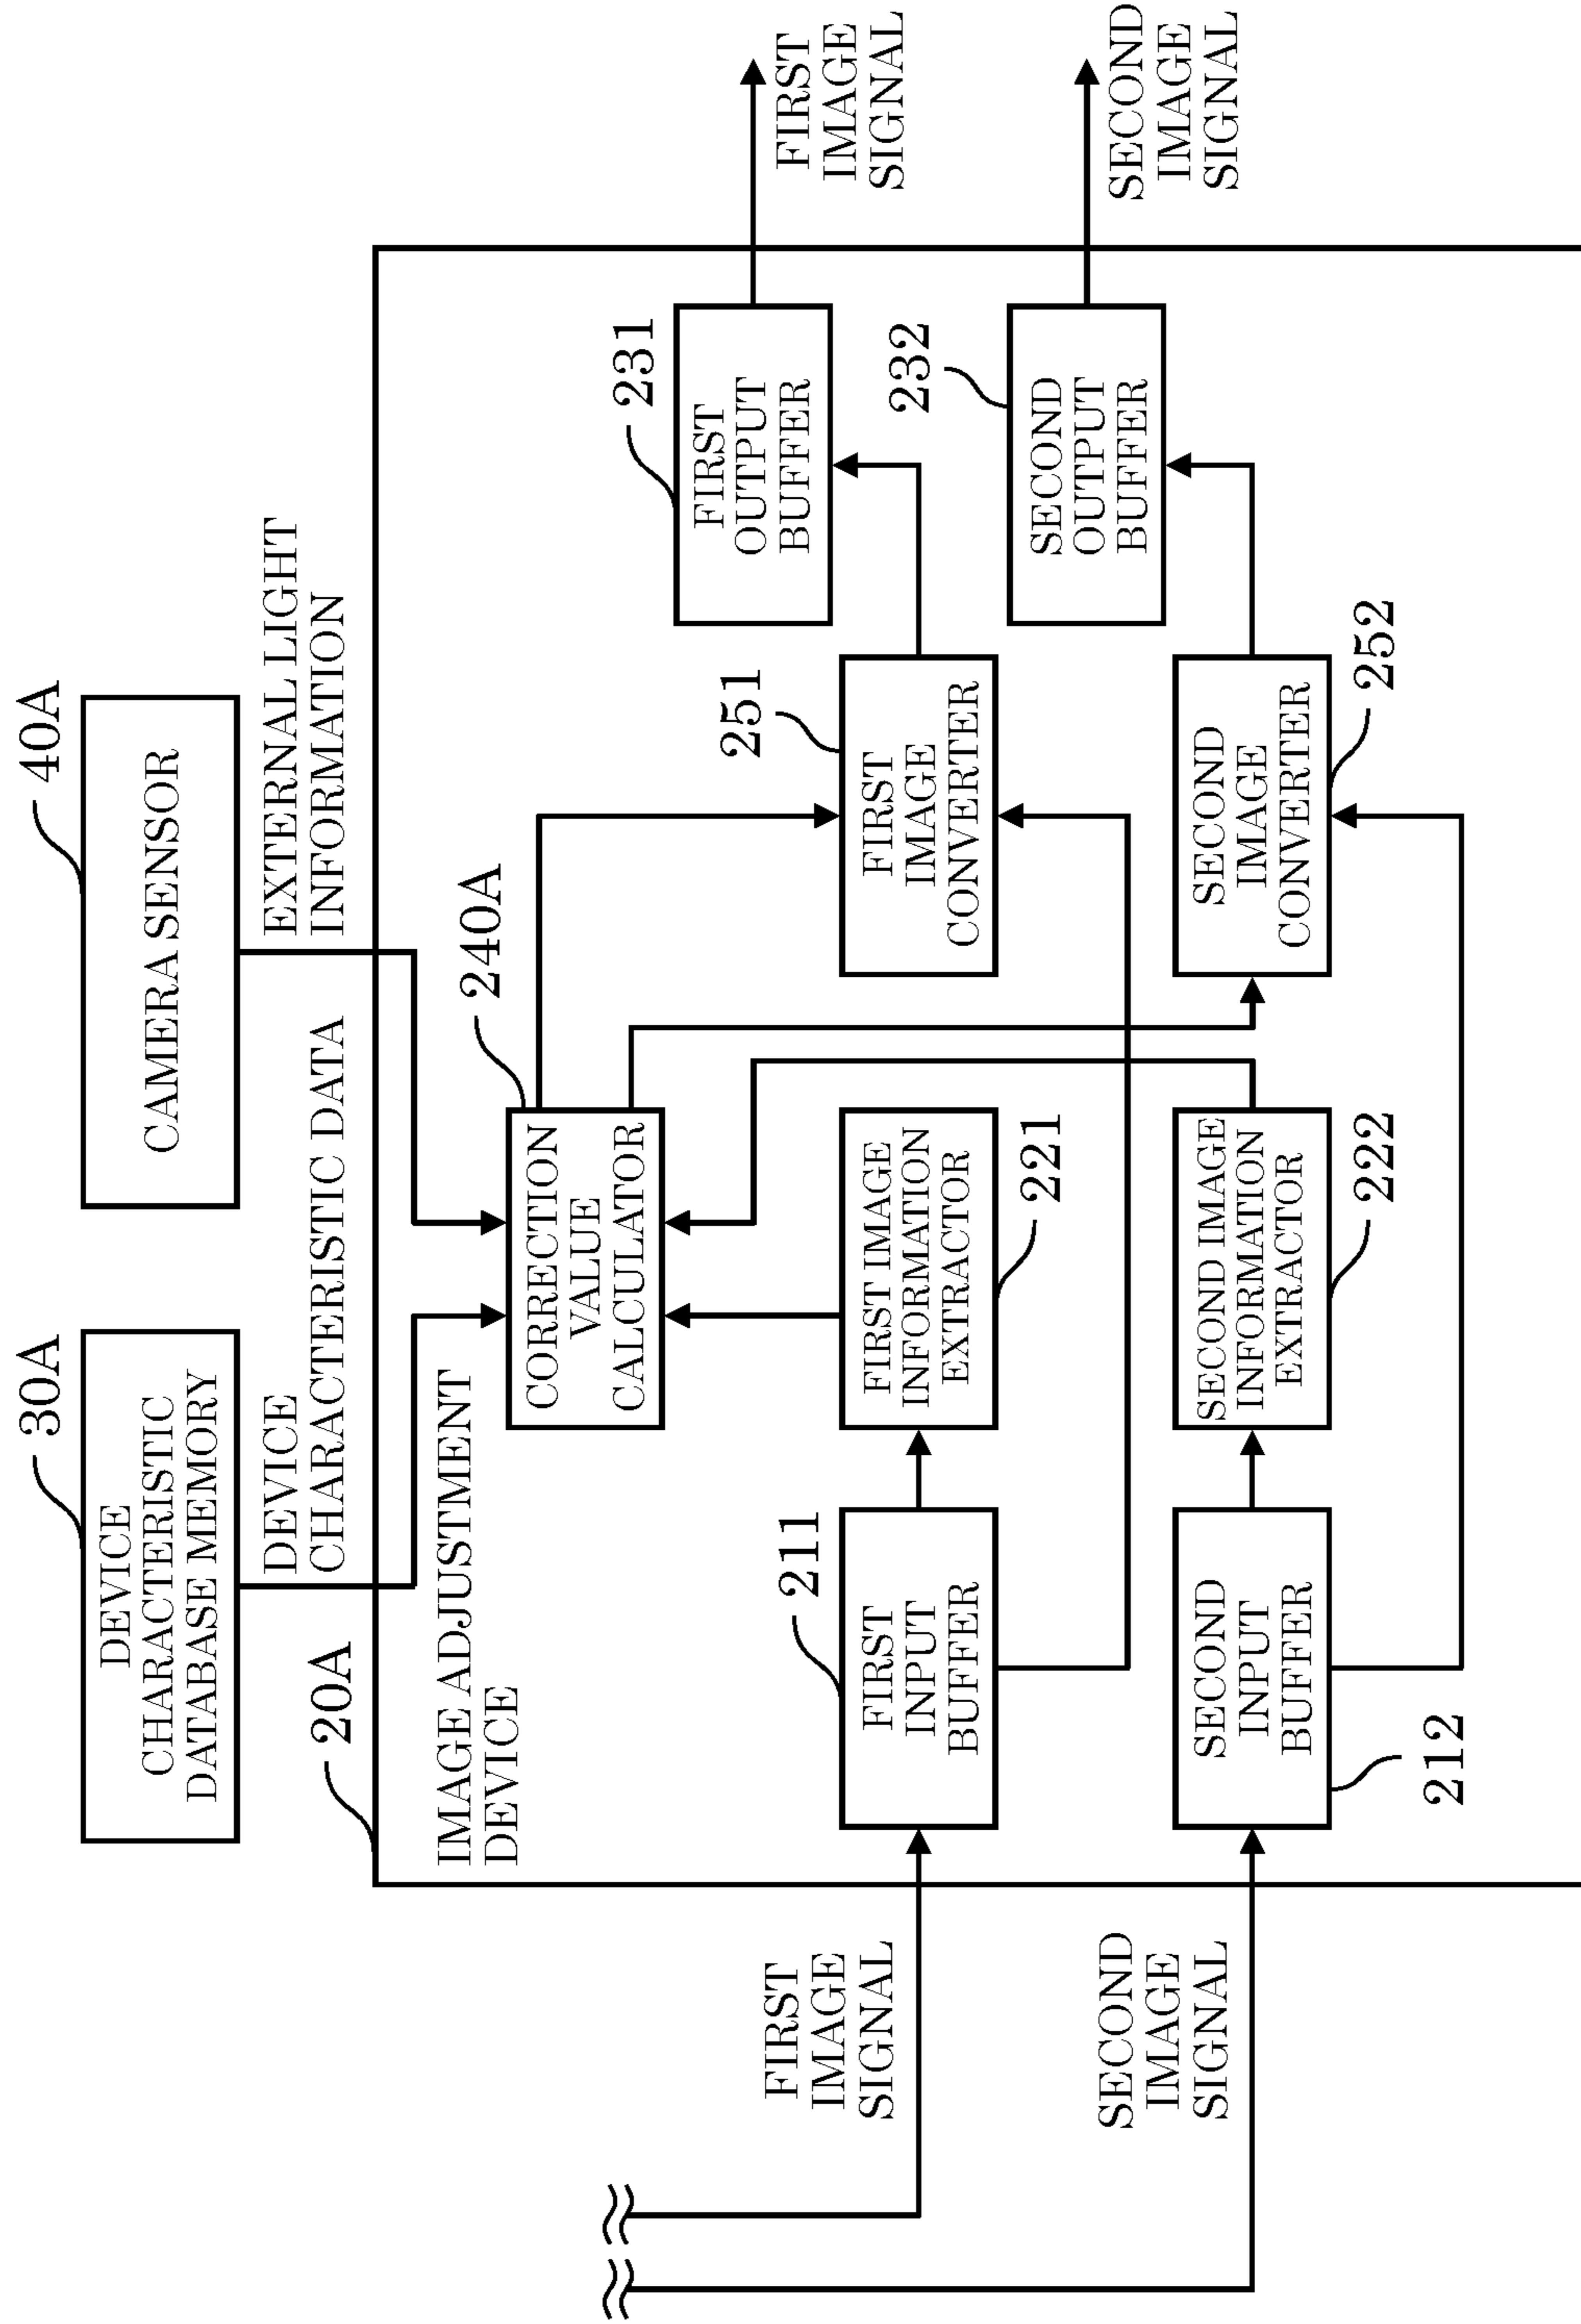 30A
DEVICE
CHARACTERISTIC
DATABASE MEMORY
40A
CAMERA SENSOR
DEVICE
CHARACTERISTIC DATA
EXTERNAL LIGHT
INFORMATION
20A
IMAGE ADJUSTMENT
DEVICE
240A
CORRECTION
VALUE
CALCULATOR
FIRST
IMAGE
SIGNAL
211
FIRST
INPUT
BUFFER
FIRST IMAGE
INFORMATION
EXTRACTOR
221
251
FIRST
IMAGE
CONVERTER
231
FIRST
OUTPUT
BUFFER
FIRST
IMAGE
SIGNAL
SECOND
IMAGE
SIGNAL
SECOND
INPUT
BUFFER
212
SECOND IMAGE
INFORMATION
EXTRACTOR
222
SECOND
IMAGE
CONVERTER
252
232
SECOND
OUTPUT
BUFFER
SECOND
IMAGE
SIGNAL